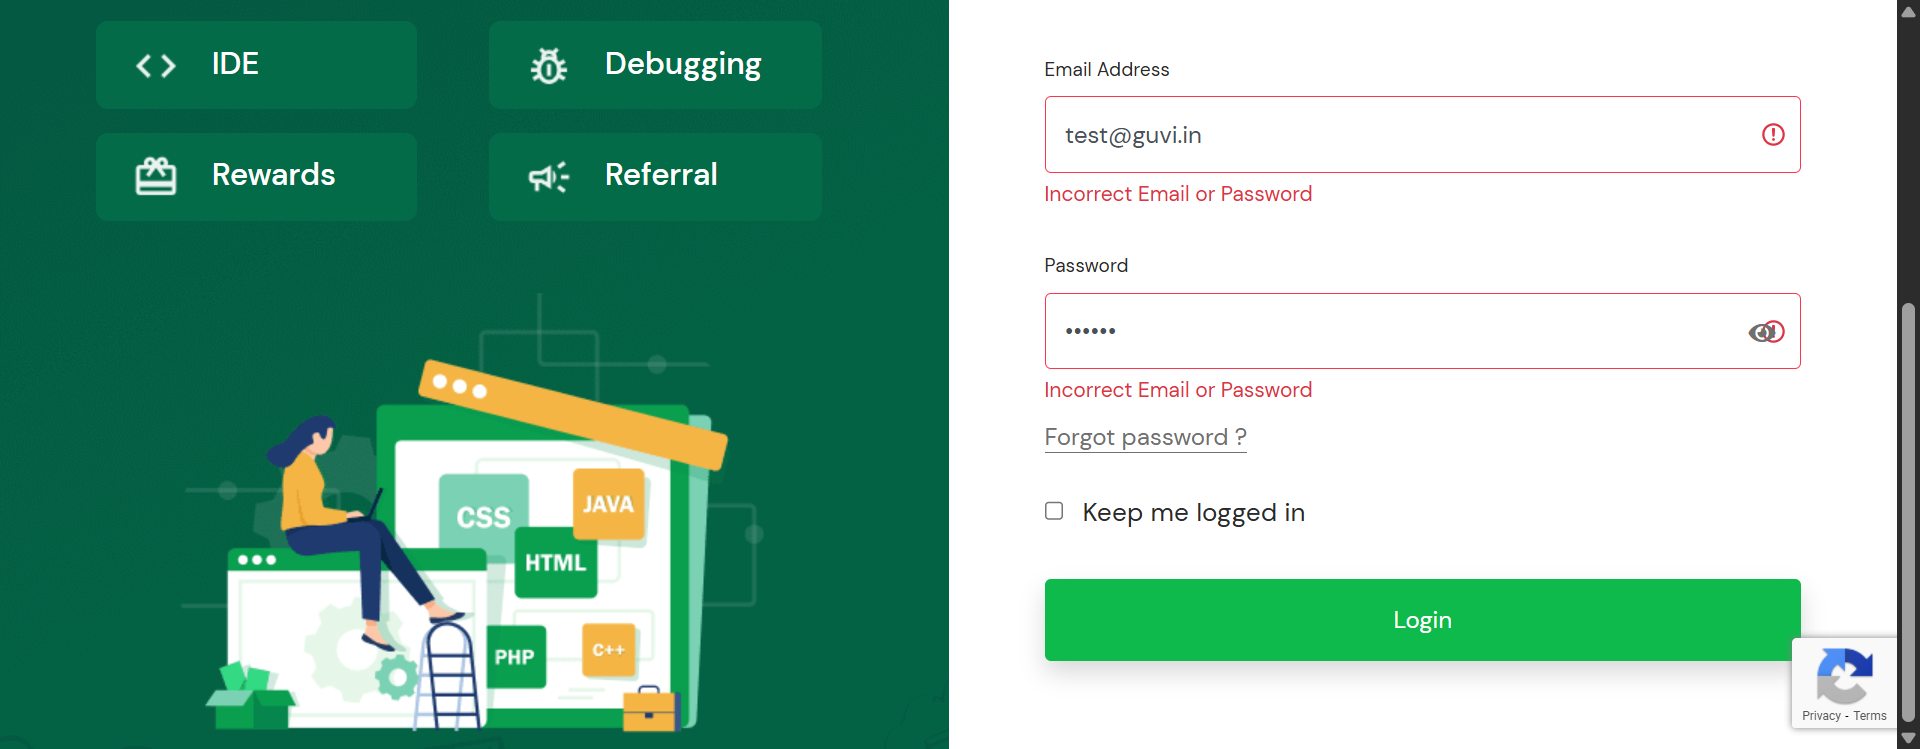 IDE
Debugging
Rewards
Referral
CSS
JAVA
HTML
PHP
C++
Email Address
test@guvi.in
Incorrect Email or Password
Password
••••••
Incorrect Email or Password
Forgot password ?
Keep me logged in
Login
Privacy - Terms